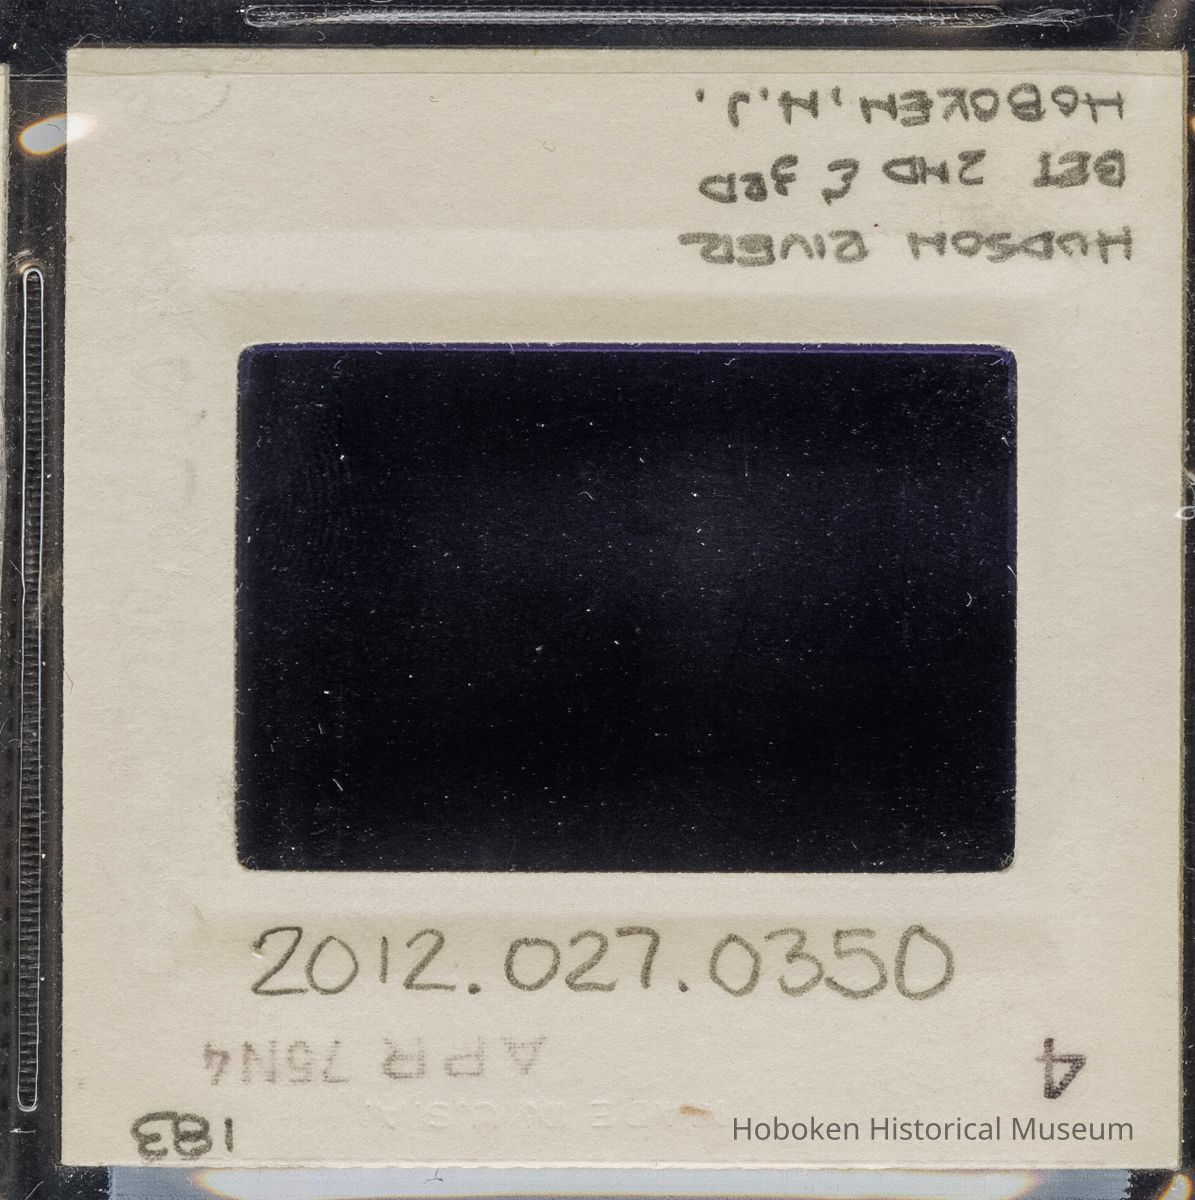 HUDSON RIVER
BET 2ND & 3RD
HOBOKEN, N.J.
2012.027.0350
APR 75N4
4
183
Hoboken Historical Museum